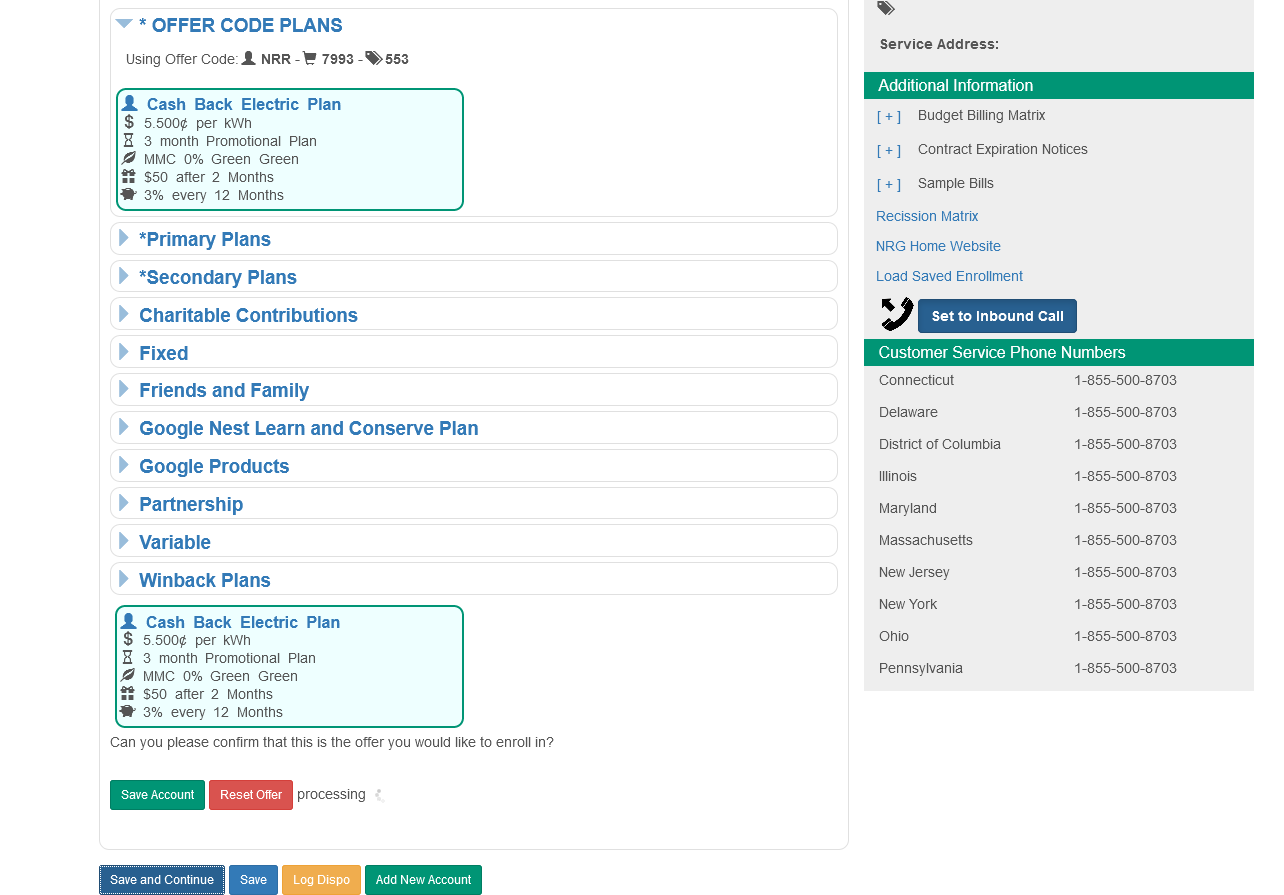 * OFFER CODE PLANS
Using Offer Code: NRR - 7993 - 553
Cash Back Electric Plan
5.500¢ per kWh
3 month Promotional Plan
MMC 0% Green Green
$50 after 2 Months
3% every 12 Months
*Primary Plans
*Secondary Plans
Charitable Contributions
Fixed
Friends and Family
Google Nest Learn and Conserve Plan
Google Products
Partnership
Variable
Winback Plans
Cash Back Electric Plan
5.500¢ per kWh
3 month Promotional Plan
MMC 0% Green Green
$50 after 2 Months
3% every 12 Months
Can you please confirm that this is the offer you would like to enroll in?
Save Account Reset Offer processing
Save and Continue Save Log Dispo Add New Account
Service Address:
Additional Information
[ + ] Budget Billing Matrix
[ + ] Contract Expiration Notices
[ + ] Sample Bills
Recission Matrix
NRG Home Website
Load Saved Enrollment
Set to Inbound Call
Customer Service Phone Numbers
Connecticut 1-855-500-8703
Delaware 1-855-500-8703
District of Columbia 1-855-500-8703
Illinois 1-855-500-8703
Maryland 1-855-500-8703
Massachusetts 1-855-500-8703
New Jersey 1-855-500-8703
New York 1-855-500-8703
Ohio 1-855-500-8703
Pennsylvania 1-855-500-8703